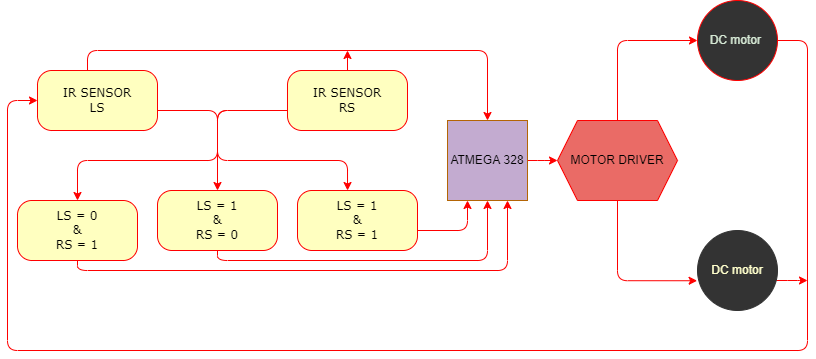 DC motor
IR SENSOR
LS
IR SENSOR
RS
ATMEGA 328
MOTOR DRIVER
LS = 0
&
RS = 1
LS = 1
&
RS = 0
LS = 1
&
RS = 1
DC motor